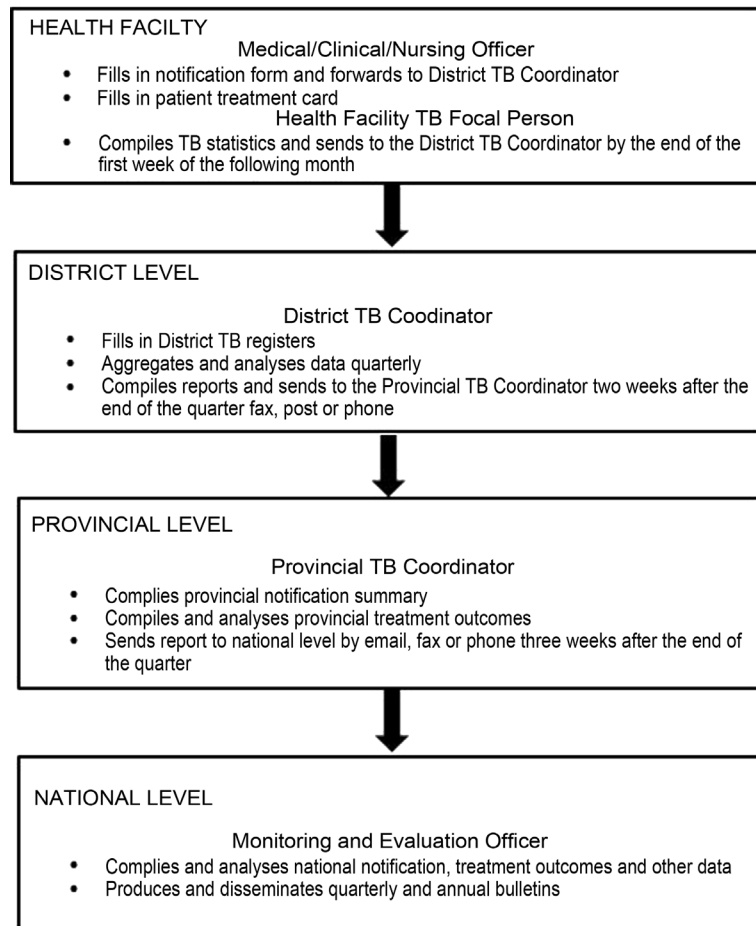 HEALTH FACILTY
Medical/Clinical/Nursing Officer
• Fills in notification form and forwards to District TB Coordinator
• Fills in patient treatment card
Health Facility TB Focal Person
• Compiles TB statistics and sends to the District TB Coordinator by the end of the
first week of the following month
DISTRICT LEVEL
District TB Coodinator
• Fills in District TB registers
• Aggregates and analyses data quarterly
• Compiles reports and sends to the Provincial TB Coordinator two weeks after the
end of the quarter fax, post or phone
PROVINCIAL LEVEL
Provincial TB Coordinator
• Complies provincial notification summary
• Compiles and analyses provincial treatment outcomes
• Sends report to national level by email, fax or phone three weeks after the end of
the quarter
NATIONAL LEVEL
Monitoring and Evaluation Officer
• Complies and analyses national notification, treatment outcomes and other data
• Produces and disseminates quarterly and annual bulletins